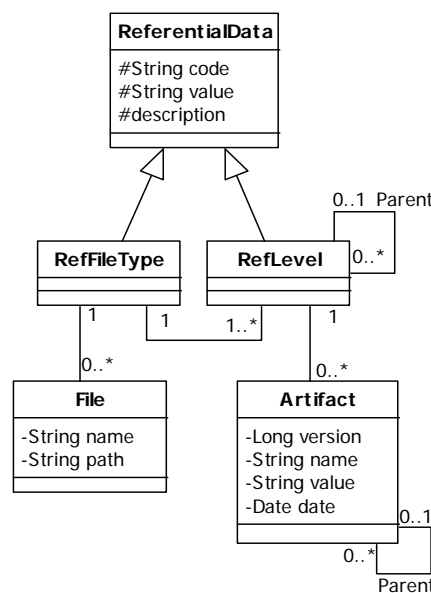 ReferentialData
#String code
#String value
#description
0..1 Parent
RefFileType
RefLevel
0..*
1
1
1..*
1
0..*
0..*
File
Artifact
-String name
-String path
-Long version
-String name
-String value
-Date date
0..1
0..*
Parent